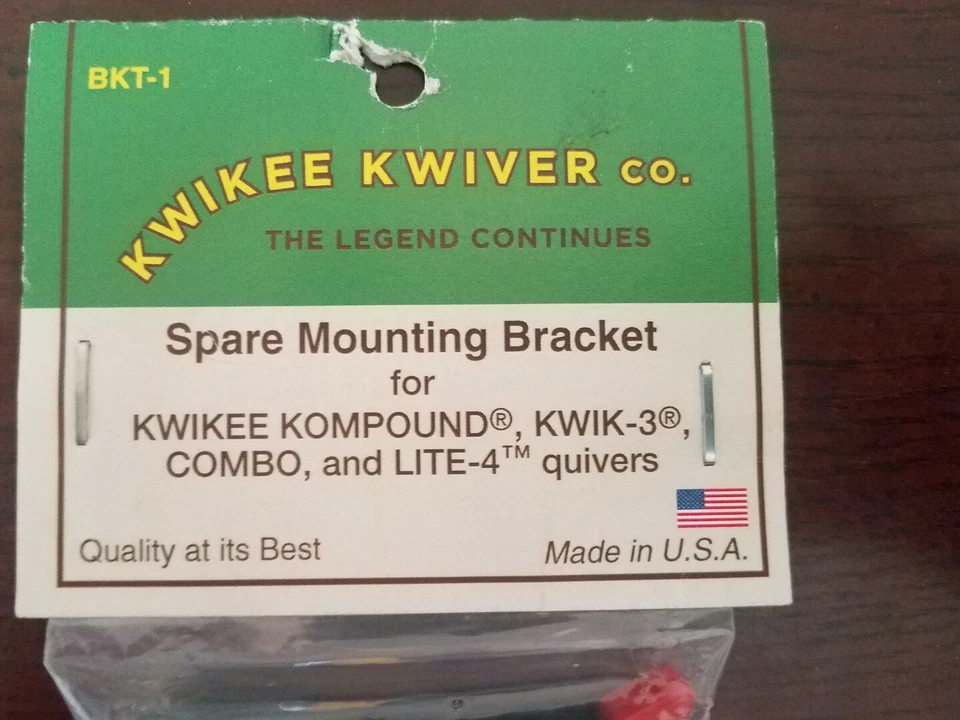 BKT-1
KWIKEE KWIVER CO.
THE LEGEND CONTINUES
Spare Mounting Bracket
for
KWIKEE KOMPOUND®, KWIK-3®,
COMBO, and LITE-4™ quivers
Quality at its Best
Made in U.S.A.